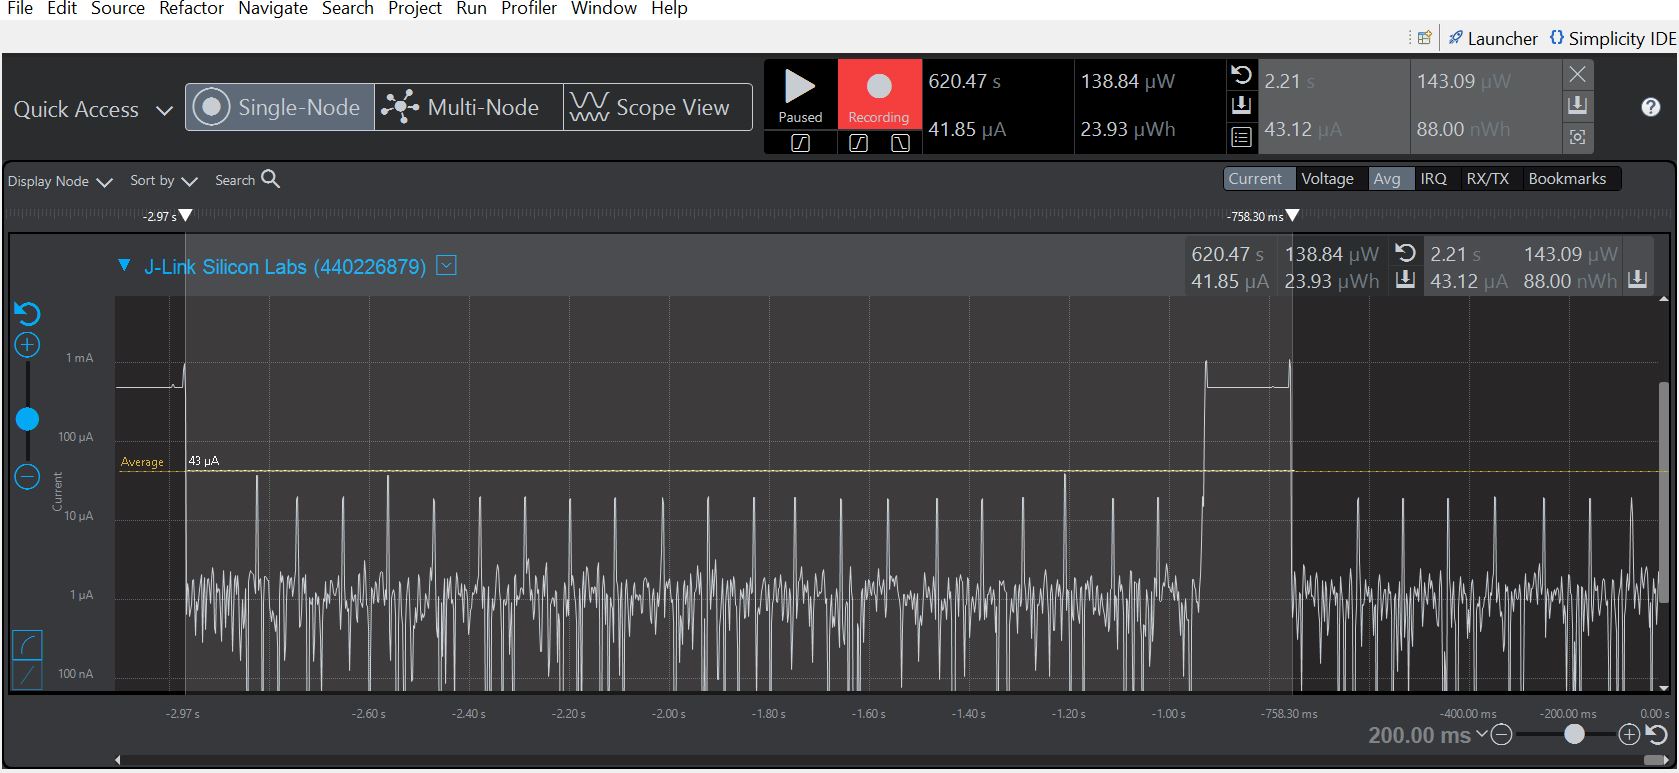 File Edit Source Refactor Navigate Search Project Run Profiler Window Help
Launcher {} Simplicity IDE
Quick Access Single-Node Multi-Node Scope View
Paused Recording
620.47 s 138.84 µW 2.21 s 143.09 µW
41.85 µA 23.93 µWh 43.12 µA 88.00 nWh
?
Display Node Sort by Search Current Voltage Avg IRQ RX/TX Bookmarks
-2.97 s -758.30 ms
J-Link Silicon Labs (440226879)
620.47 s 138.84 µW 2.21 s 143.09 µW
41.85 µA 23.93 µWh 43.12 µA 88.00 nWh
1 mA
100 µA
Average 43 µA
Current
10 µA
1 µA
100 nA
-2.97 s -2.60 s -2.40 s -2.20 s -2.00 s -1.80 s -1.60 s -1.40 s -1.20 s -1.00 s -758.30 ms -400.00 ms -200.00 ms 0.00 s
200.00 ms